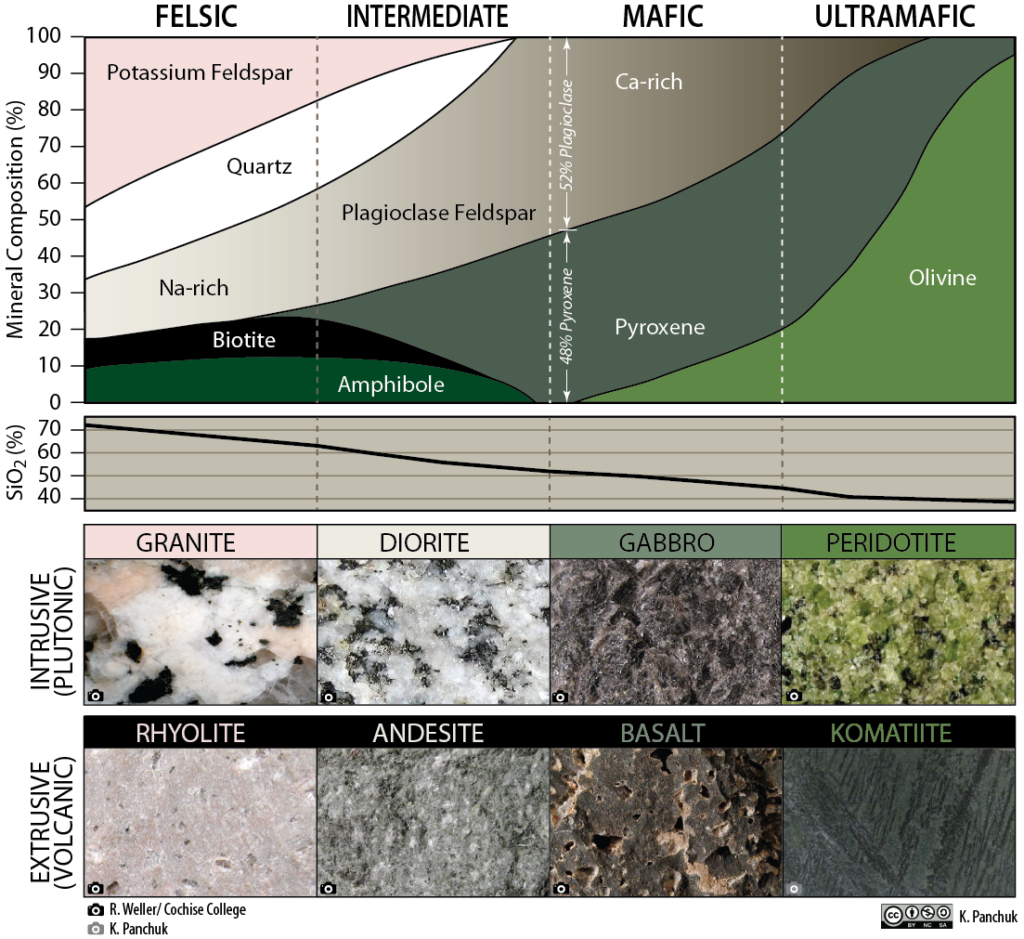 FELSIC INTERMEDIATE MAFIC ULTRAMAFIC
Mineral Composition (%)
100
90
80
70
60
50
40
30
20
10
0
Potassium Feldspar
Quartz
Plagioclase Feldspar
Na-rich
Ca-rich
Biotite
Amphibole
52% Plagioclase
48% Pyroxene
Pyroxene
Olivine
SiO₂ (%)
70
60
50
40
INTRUSIVE
(PLUTONIC)
GRANITE DIORITE GABBRO PERIDOTITE
EXTRUSIVE
(VOLCANIC)
RHYOLITE ANDESITE BASALT KOMATIITE
R. Weller/ Cochise College
K. Panchuk
CC BY NC SA K. Panchuk